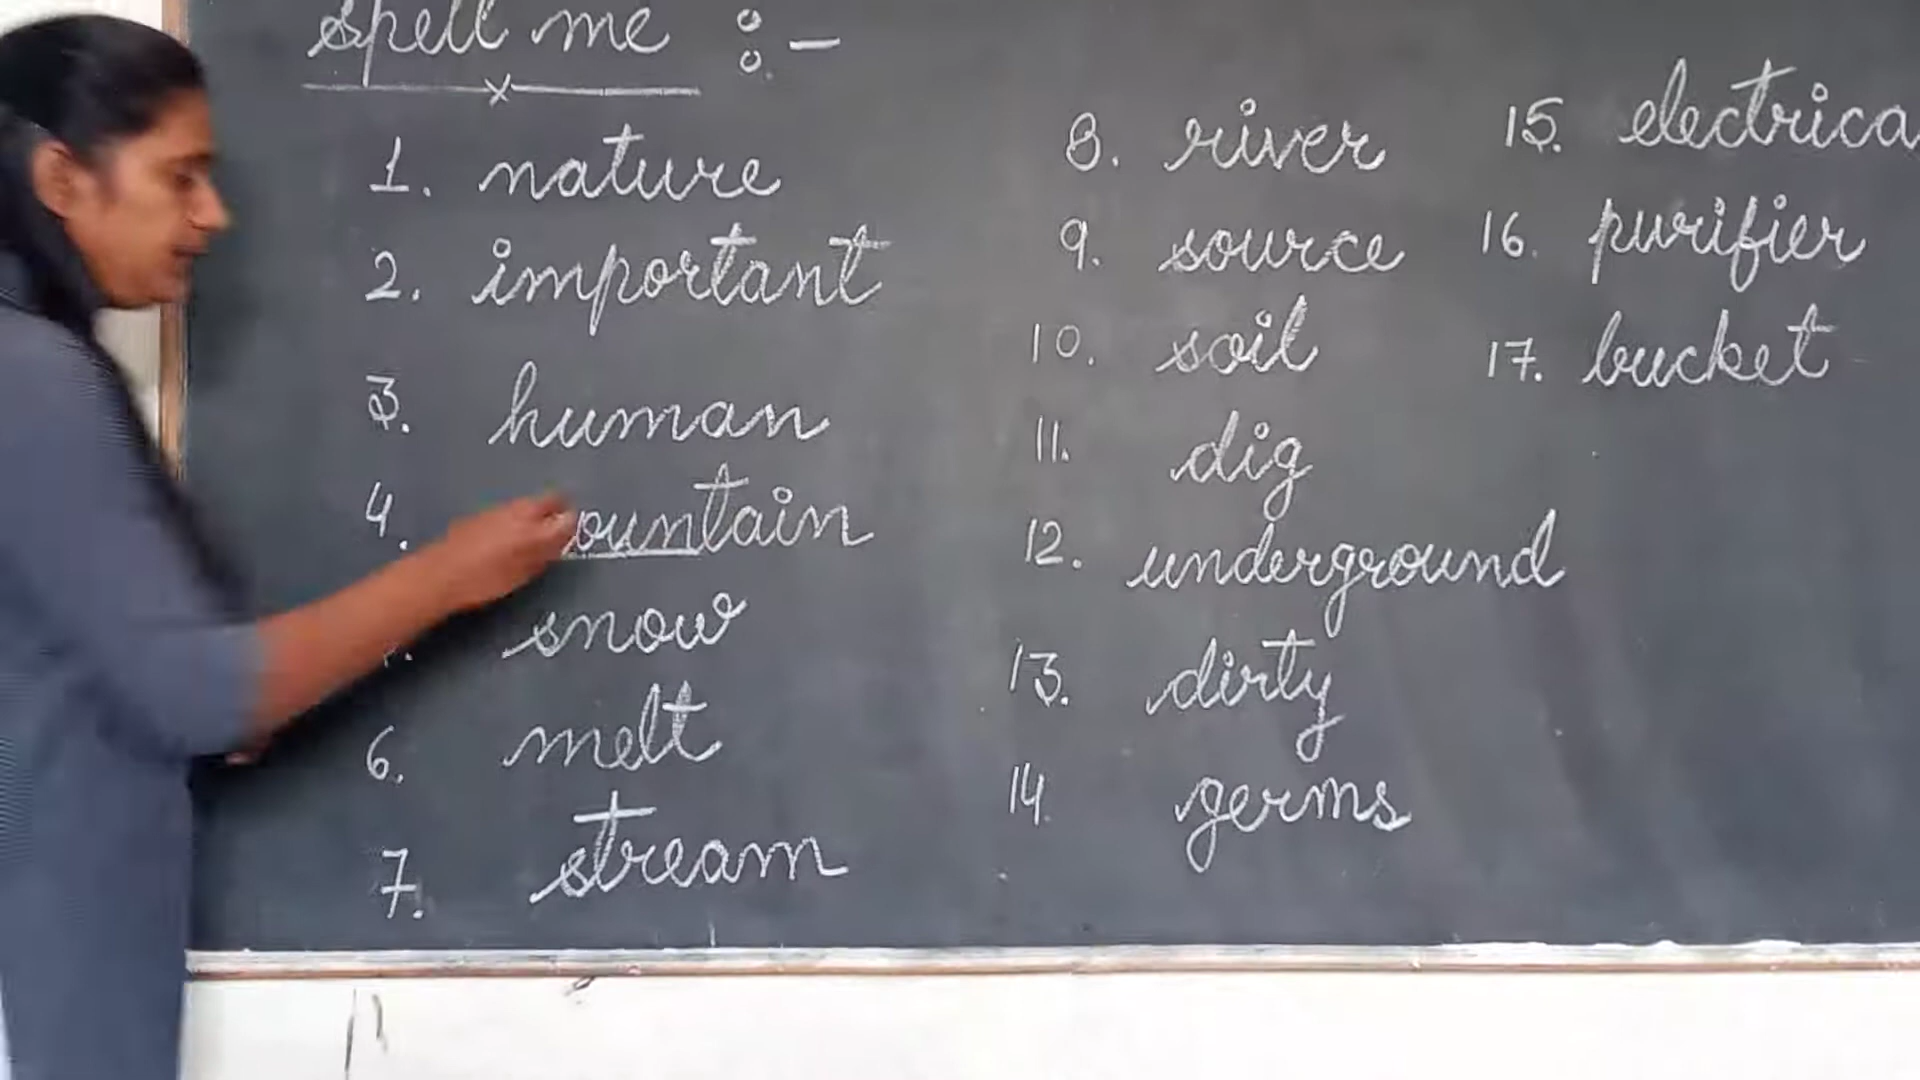 Spell me :-
1. nature
2. important
3. human
4. ountain
snow
6. melt
7. stream
8. river
9. source
10. soil
11. dig
12. underground
13. dirty
14. germs
15. electrica
16. purifier
17. bucket